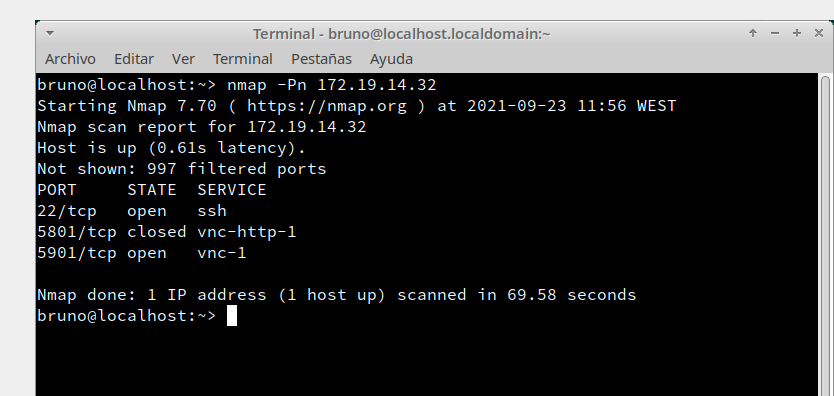 Terminal - bruno@localhost.localdomain:~
Archivo Editar Ver Terminal Pestañas Ayuda
bruno@localhost:~> nmap -Pn 172.19.14.32
Starting Nmap 7.70 ( https://nmap.org ) at 2021-09-23 11:56 WEST
Nmap scan report for 172.19.14.32
Host is up (0.61s latency).
Not shown: 997 filtered ports
PORT     STATE  SERVICE
22/tcp   open   ssh
5801/tcp closed vnc-http-1
5901/tcp open   vnc-1
Nmap done: 1 IP address (1 host up) scanned in 69.58 seconds
bruno@localhost:~>